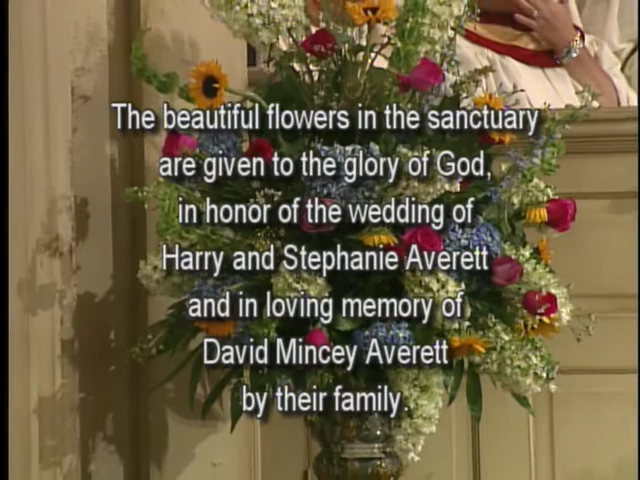 The beautiful flowers in the sanctuary
are given to the glory of God,
in honor of the wedding of
Harry and Stephanie Averett
and in loving memory of
David Mincey Averett
by their family.